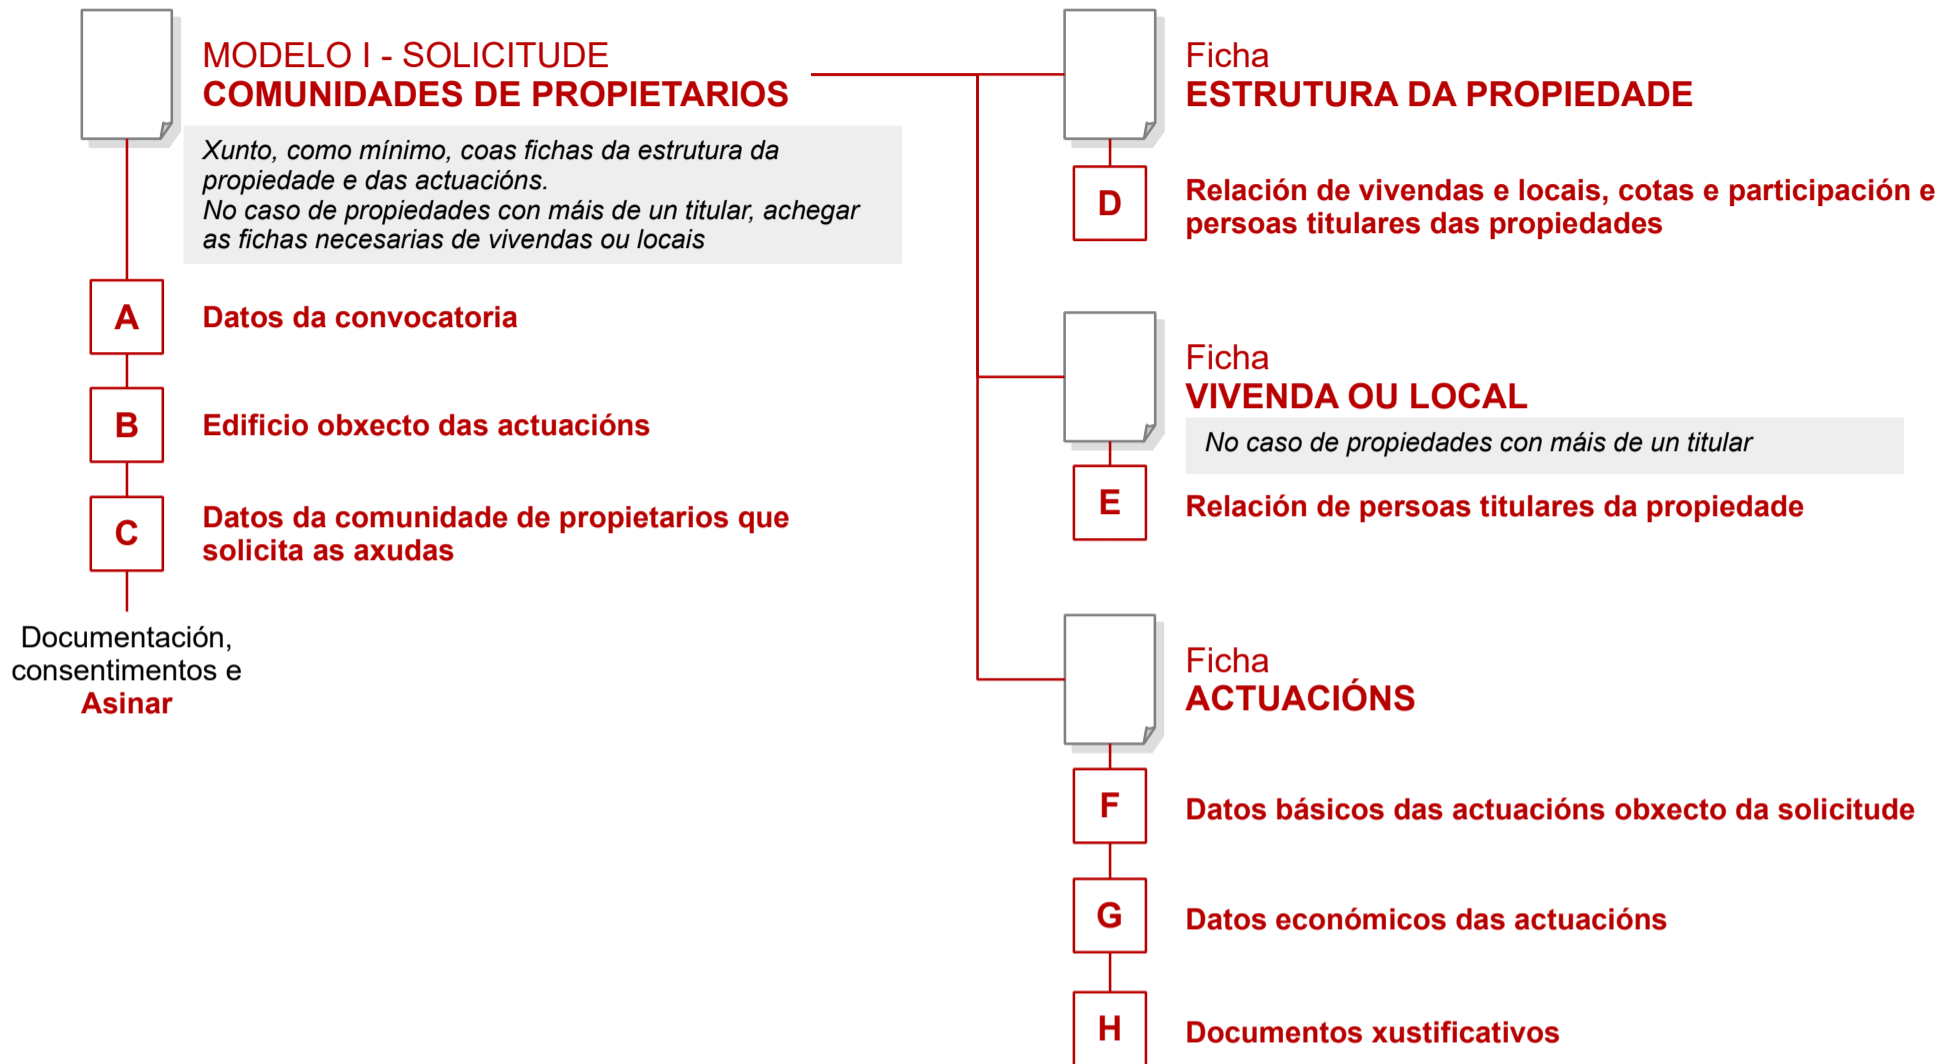 MODELO I - SOLICITUDE
COMUNIDADES DE PROPIETARIOS
Xunto, como mínimo, coas fichas da estrutura da
propiedade e das actuacións.
No caso de propiedades con máis de un titular, achegar
as fichas necesarias de vivendas ou locais
A
Datos da convocatoria
B
Edificio obxecto das actuacións
C
Datos da comunidade de propietarios que
solicita as axudas
Documentación,
consentimentos e
Asinar
Ficha
ESTRUTURA DA PROPIEDADE
D
Relación de vivendas e locais, cotas e participación e
persoas titulares das propiedades
Ficha
VIVENDA OU LOCAL
No caso de propiedades con máis de un titular
E
Relación de persoas titulares da propiedade
Ficha
ACTUACIÓNS
F
Datos básicos das actuacións obxecto da solicitude
G
Datos económicos das actuacións
H
Documentos xustificativos